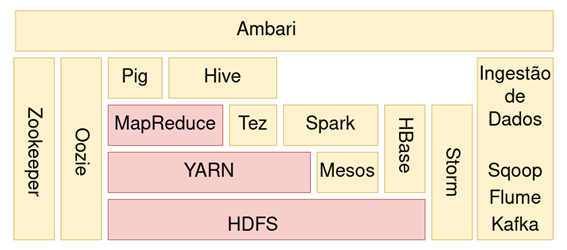 Ambari
Zookeeper
Oozie
Pig
Hive
MapReduce
Tez
Spark
HBase
YARN
Mesos
HDFS
Storm
Ingestão
de
Dados
Sqoop
Flume
Kafka